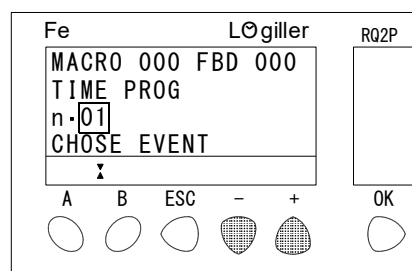 Fe LOgiller RQ2P
MACRO 000 FBD 000
TIME PROG
n·01
CHOSE EVENT
A B ESC - + OK